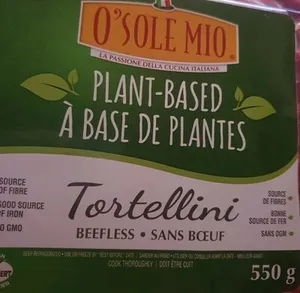 O'SOLE MIO
LA PASSIONE DELLA CUCINA ITALIANA
PLANT-BASED
À BASE DE PLANTES
SOURCE
OF FIBRE
GOOD SOURCE
OF IRON
GMO
Tortellini
BEEFLESS • SANS BŒUF
SOURCE
DE FIBRES
BONNE
SOURCE DE FER
SANS OGM
KEEP REFRIGERATED
COOK THOROUGHLY | DOIT ÊTRE CUIT
550 g